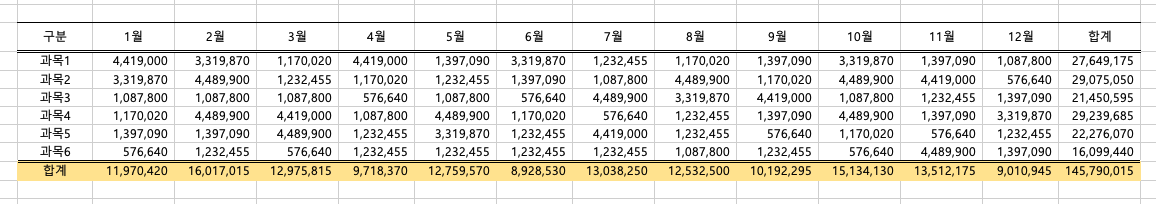 구분 1월 2월 3월 4월 5월 6월 7월 8월 9월 10월 11월 12월 합계
과목1 4,419,000 3,319,870 1,170,020 4,419,000 1,397,090 3,319,870 1,232,455 1,170,020 1,397,090 3,319,870 1,397,090 1,087,800 27,649,175
과목2 3,319,870 4,489,900 1,232,455 1,170,020 1,232,455 1,397,090 1,087,800 4,489,900 1,170,020 4,489,900 4,419,000 576,640 29,075,050
과목3 1,087,800 1,087,800 1,087,800 576,640 1,087,800 576,640 4,489,900 3,319,870 4,419,000 1,087,800 1,232,455 1,397,090 21,450,595
과목4 1,170,020 4,489,900 4,419,000 1,087,800 4,489,900 1,170,020 576,640 1,232,455 1,397,090 4,489,900 1,397,090 3,319,870 29,239,685
과목5 1,397,090 1,397,090 4,489,900 1,232,455 3,319,870 1,232,455 4,419,000 1,232,455 576,640 1,170,020 576,640 1,232,455 22,276,070
과목6 576,640 1,232,455 576,640 1,232,455 1,232,455 1,232,455 1,232,455 1,087,800 1,232,455 576,640 4,489,900 1,397,090 16,099,440
합계 11,970,420 16,017,015 12,975,815 9,718,370 12,759,570 8,928,530 13,038,250 12,532,500 10,192,295 15,134,130 13,512,175 9,010,945 145,790,015